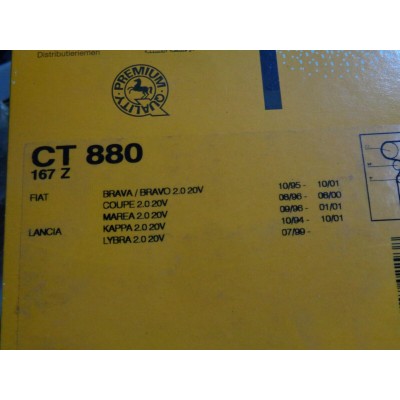 Distributieriemen
PREMIUM QUALITY
CT 880
167 Z
FIAT BRAVA / BRAVO 2.0 20V 10/95 - 10/01
COUPE 2.0 20V 08/96 - 08/00
MAREA 2.0 20V 09/96 - 01/01
LANCIA KAPPA 2.0 20V 10/94 - 10/01
LYBRA 2.0 20V 07/99 -